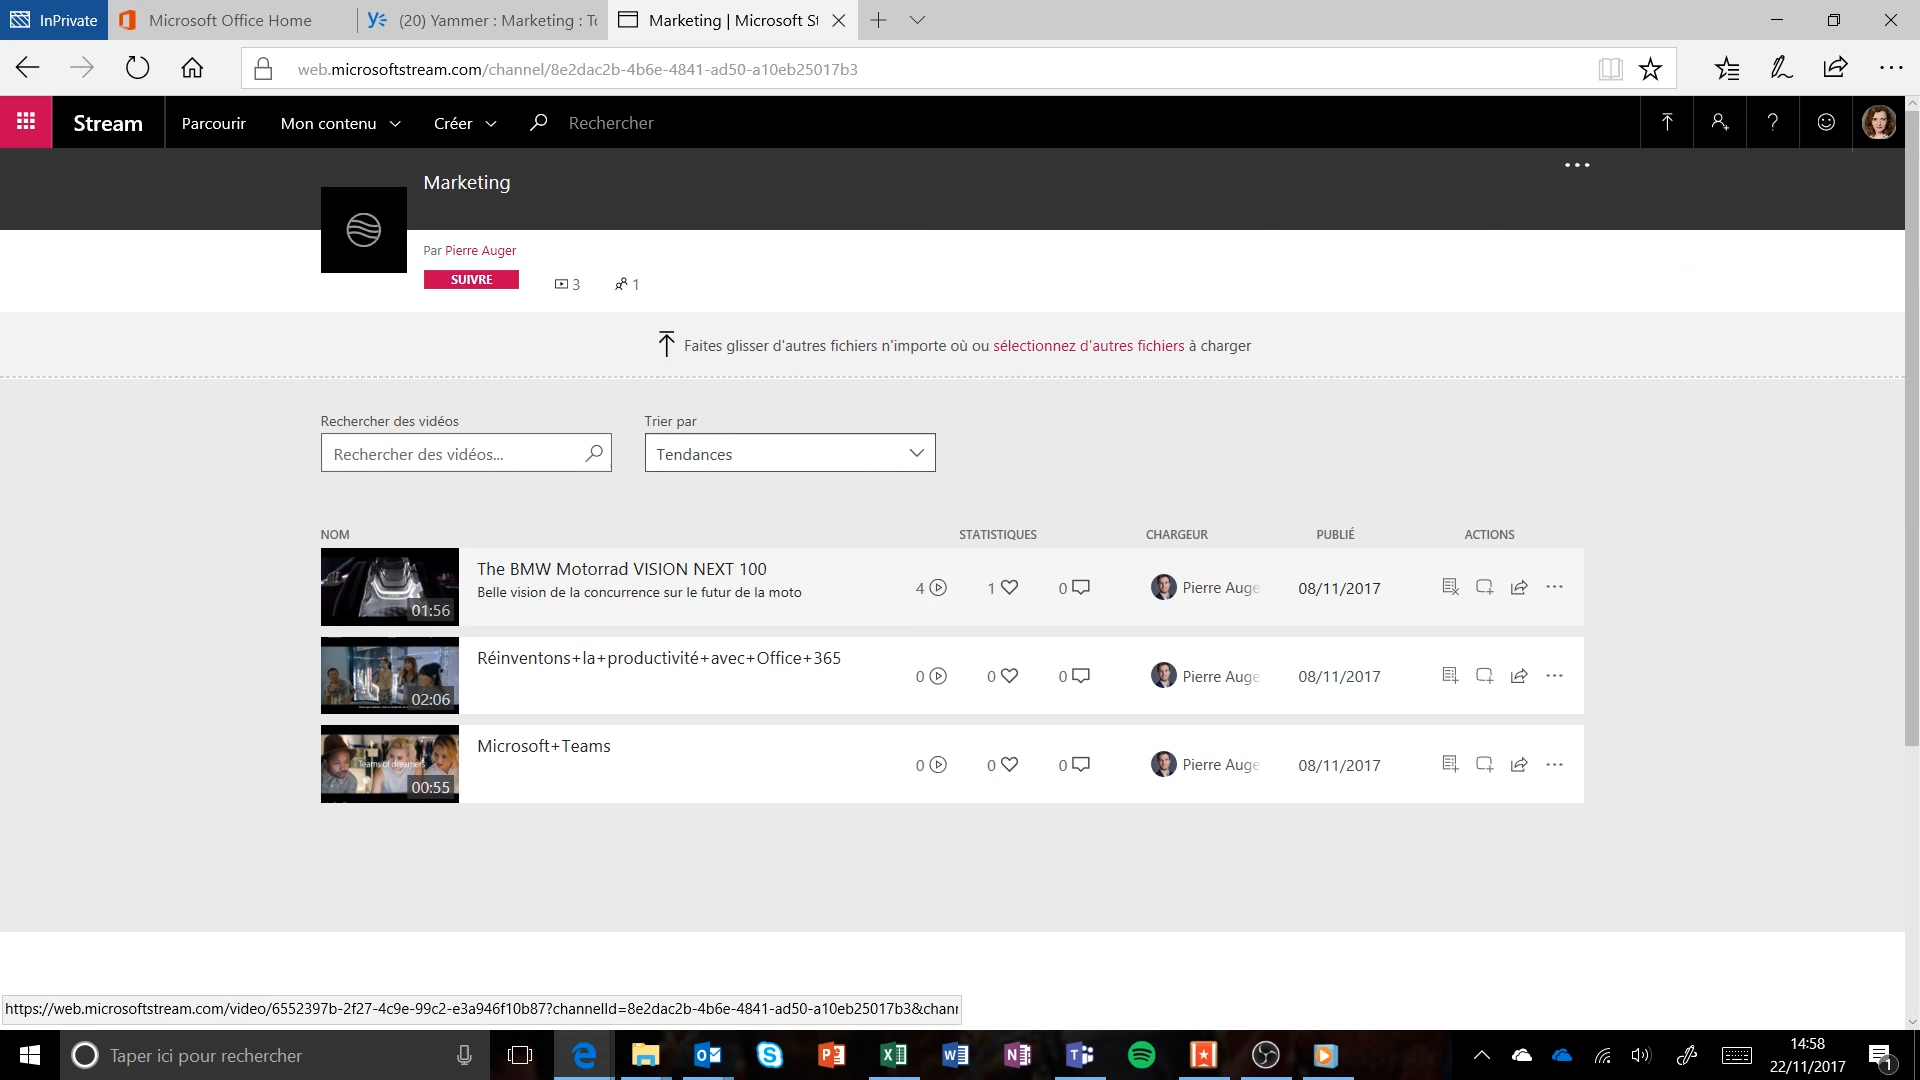 InPrivate
Microsoft Office Home
(20) Yammer : Marketing : To
Marketing | Microsoft St
web.microsoftstream.com/channel/8e2dac2b-4b6e-4841-ad50-a10eb25017b3
Stream
Parcourir
Mon contenu
Créer
Rechercher
Marketing
Par Pierre Auger
SUIVRE
3
1
Faites glisser d'autres fichiers n'importe où ou sélectionnez d'autres fichiers à charger
Rechercher des vidéos
Trier par
Rechercher des vidéos...
Tendances
NOM
STATISTIQUES
CHARGEUR
PUBLIÉ
ACTIONS
The BMW Motorrad VISION NEXT 100
Belle vision de la concurrence sur le futur de la moto
01:56
4
1
0
Pierre Auge
08/11/2017
Réinventons+la+productivité+avec+Office+365
02:06
0
0
0
Pierre Auge
08/11/2017
Microsoft+Teams
Teams of dreamers
00:55
0
0
0
Pierre Auge
08/11/2017
https://web.microsoftstream.com/video/6552397b-2f27-4c9e-99c2-e3a946f10b87?channelId=8e2dac2b-4b6e-4841-ad50-a10eb25017b3&chann
Taper ici pour rechercher
14:58
22/11/2017
1